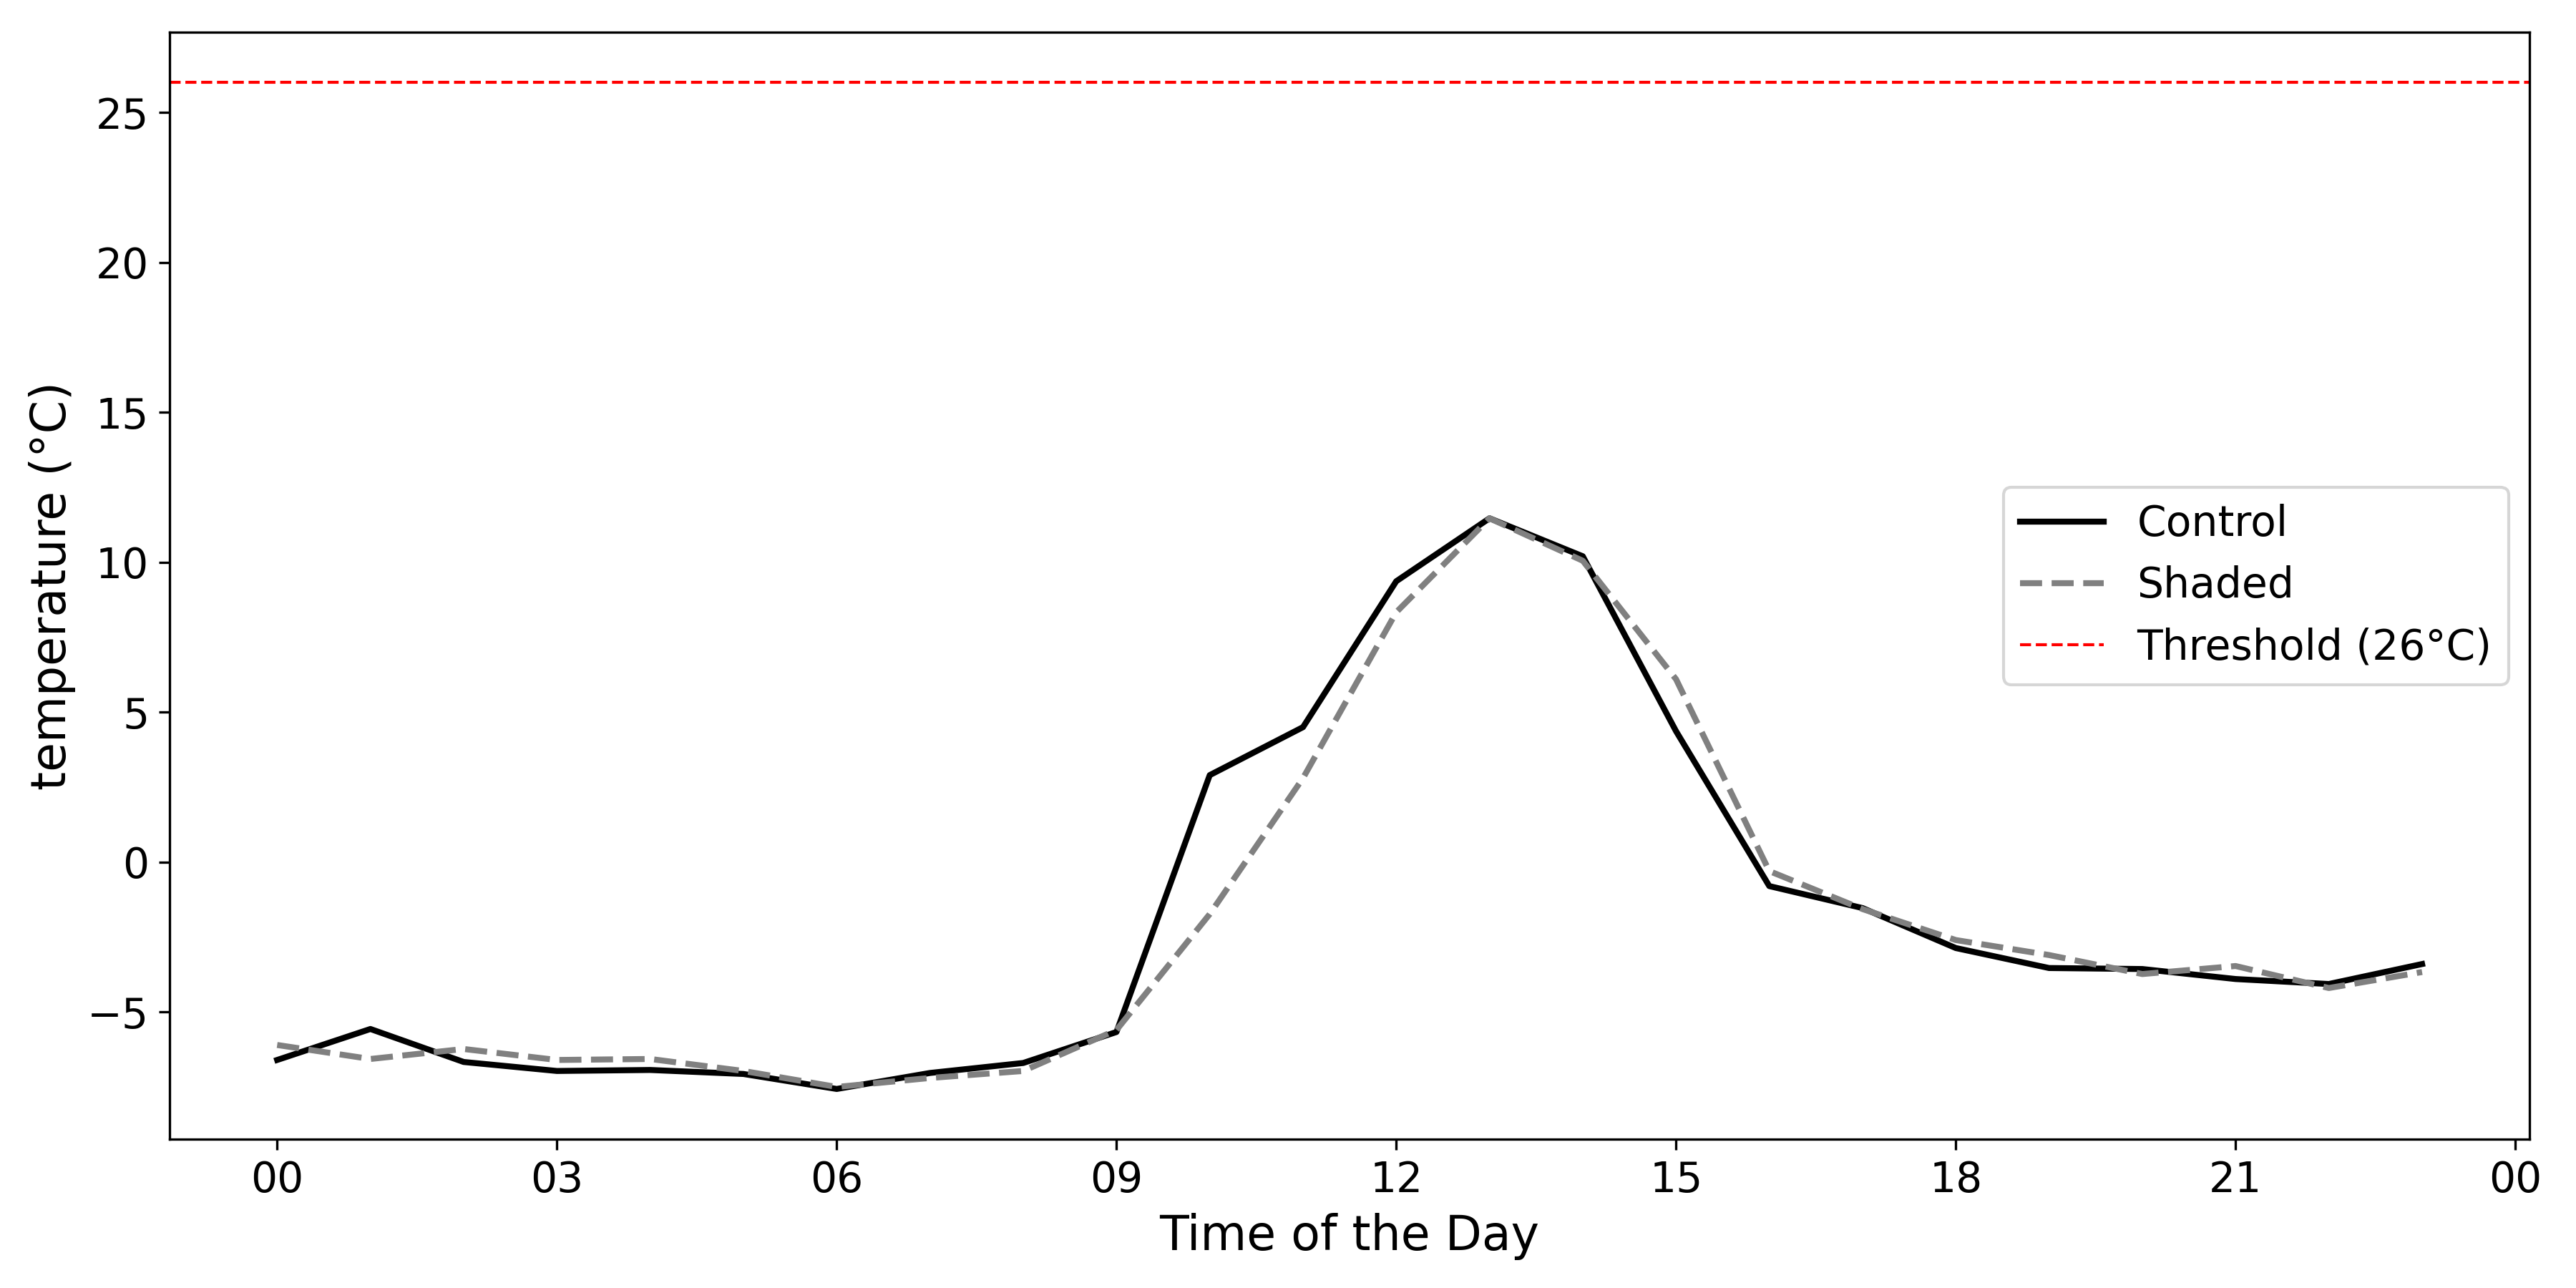 25
20
15
10
5
0
−5
temperature (°C)
Control
Shaded
Threshold (26°C)
00 03 06 09 12 15 18 21 00
Time of the Day